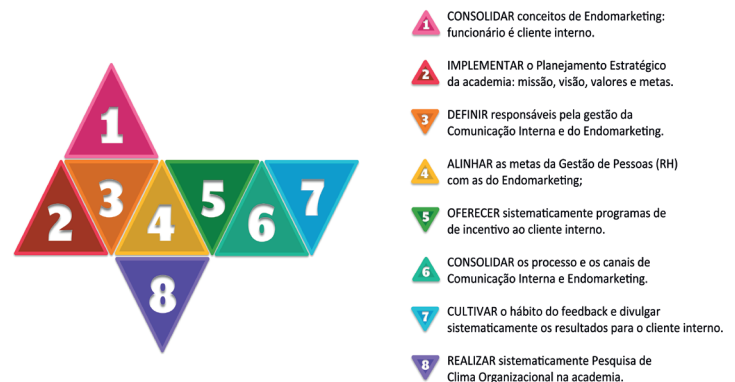 1
2
3
4
5
6
7
8
1 CONSOLIDAR conceitos de Endomarketing:
funcionário é cliente interno.
2 IMPLEMENTAR o Planejamento Estratégico
da academia: missão, visão, valores e metas.
3 DEFINIR responsáveis pela gestão da
Comunicação Interna e do Endomarketing.
4 ALINHAR as metas da Gestão de Pessoas (RH)
com as do Endomarketing;
5 OFERECER sistematicamente programas de
de incentivo ao cliente interno.
6 CONSOLIDAR os processo e os canais de
Comunicação Interna e Endomarketing.
7 CULTIVAR o hábito do feedback e divulgar
sistematicamente os resultados para o cliente interno.
8 REALIZAR sistematicamente Pesquisa de
Clima Organizacional na academia.